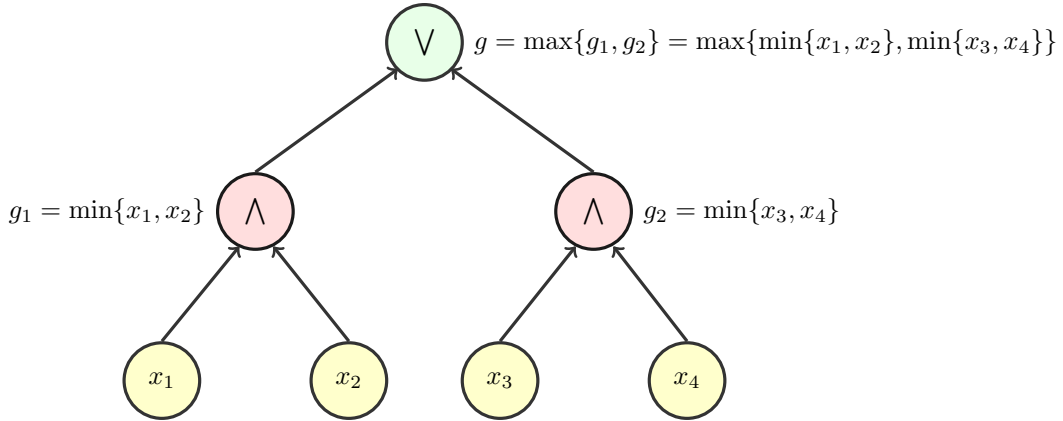 ⋁ g = max{g₁, g₂} = max{min{x₁, x₂}, min{x₃, x₄}}
g₁ = min{x₁, x₂} ⋀ ⋀ g₂ = min{x₃, x₄}
x₁ x₂ x₃ x₄